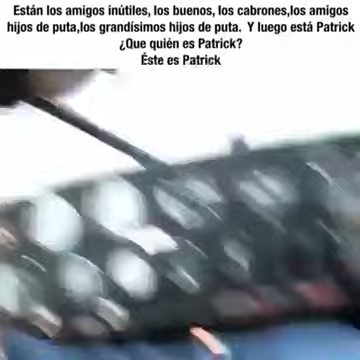 Están los amigos inútiles, los buenos, los cabrones,los amigos
hijos de puta,los grandísimos hijos de puta. Y luego está Patrick
¿Que quién es Patrick?
Éste es Patrick